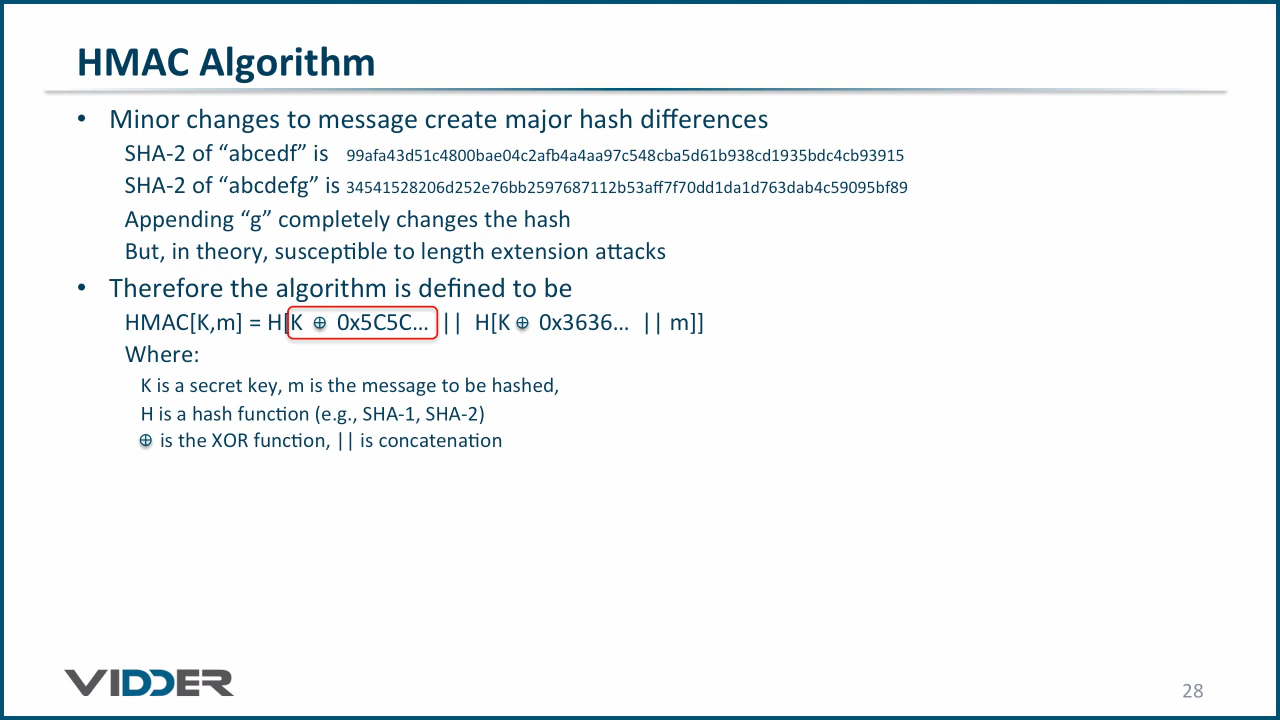 HMAC Algorithm
• Minor changes to message create major hash differences
SHA-2 of “abcedf” is 99afa43d51c4800bae04c2afb4a4aa97c548cba5d61b938cd1935bdc4cb93915
SHA-2 of “abcdefg” is 34541528206d252e76bb2597687112b53aff7f70dd1da1d763dab4c59095bf89
Appending “g” completely changes the hash
But, in theory, susceptible to length extension attacks
• Therefore the algorithm is defined to be
HMAC[K,m] = H[K ⊕ 0x5C5C... || H[K ⊕ 0x3636... || m]]
Where:
K is a secret key, m is the message to be hashed,
H is a hash function (e.g., SHA-1, SHA-2)
⊕ is the XOR function, || is concatenation
VIDDER
28